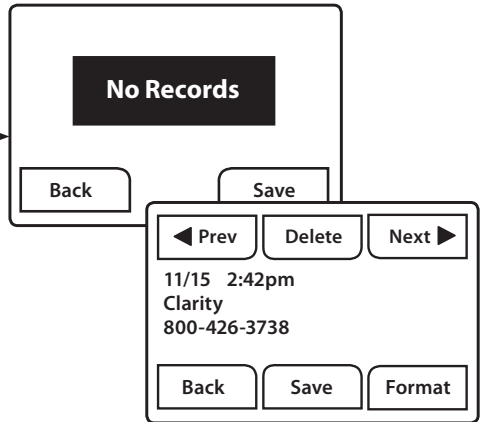 No Records
Back Save
◀ Prev Delete Next ▶
11/15 2:42pm
Clarity
800-426-3738
Back Save Format